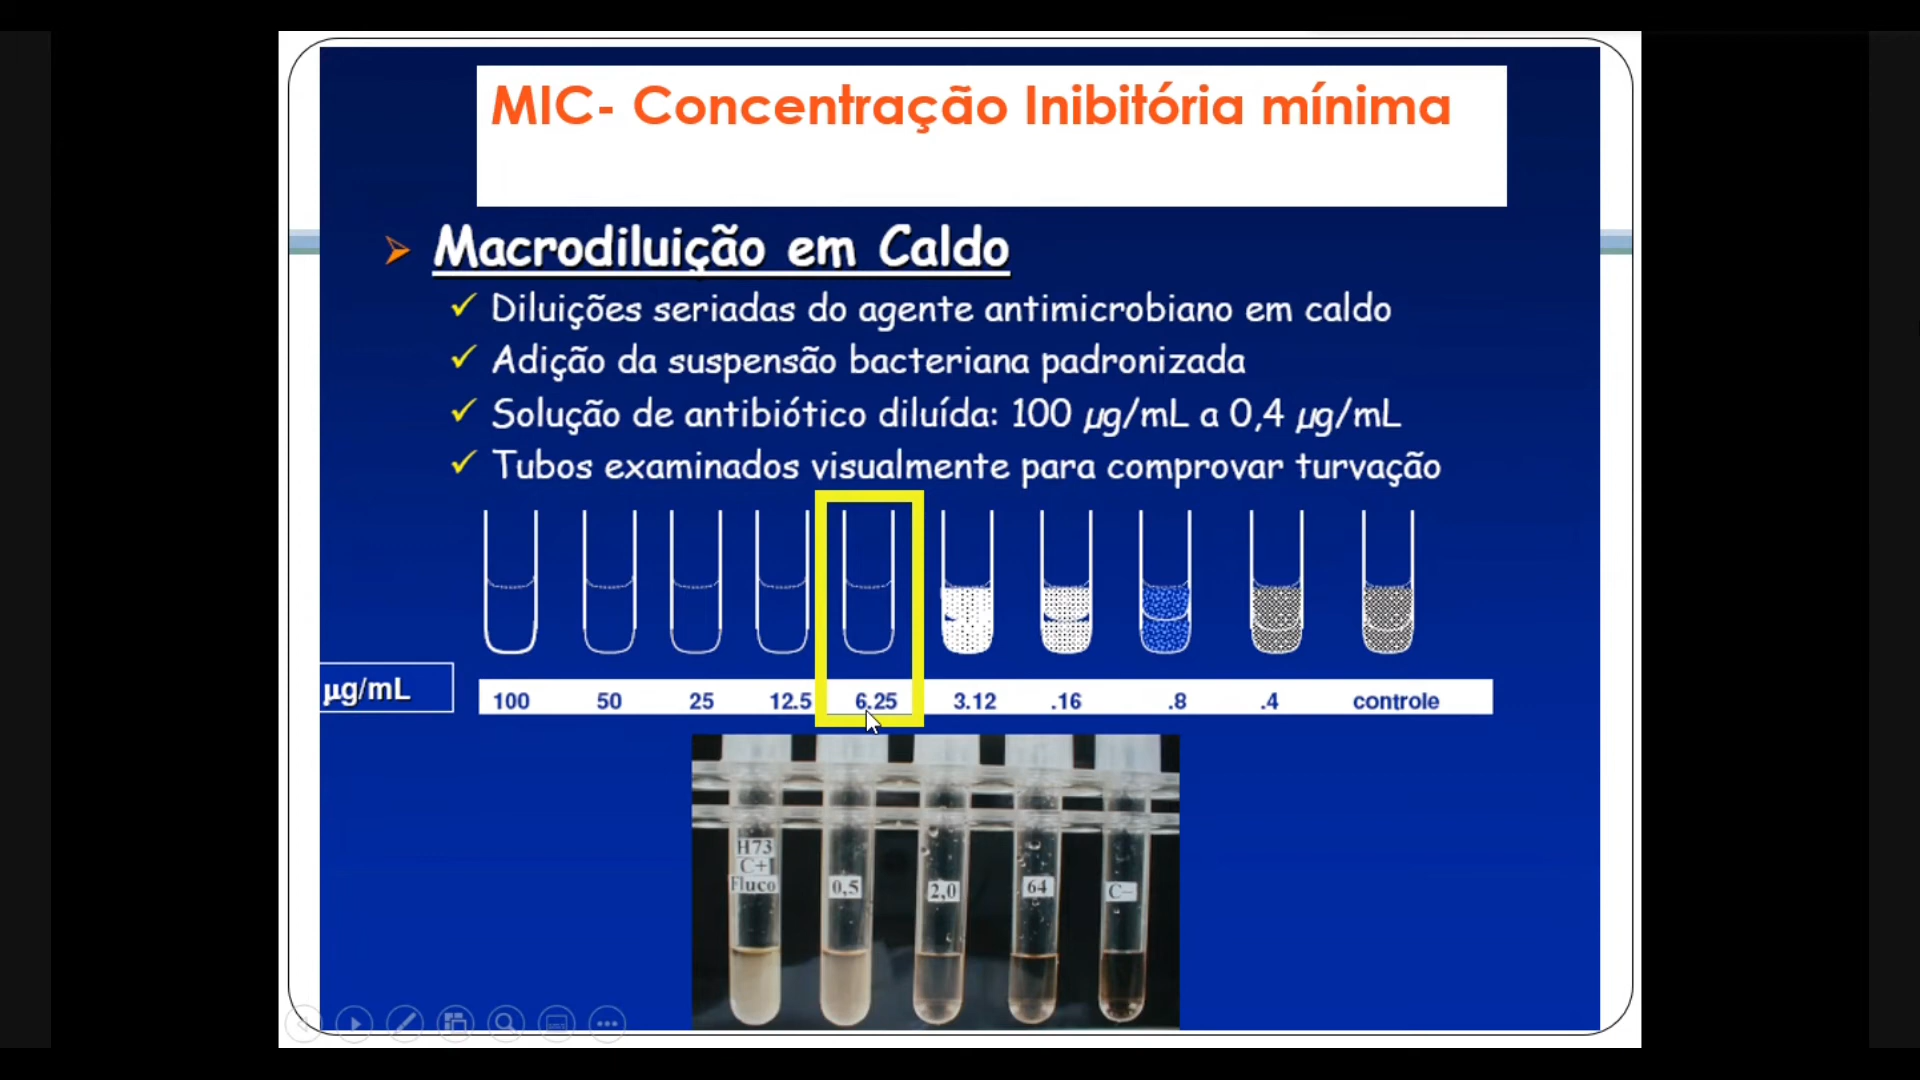 MIC- Concentração Inibitória mínima
Macrodiluição em Caldo
Diluições seriadas do agente antimicrobiano em caldo
Adição da suspensão bacteriana padronizada
Solução de antibiótico diluída: 100 µg/mL a 0,4 µg/mL
Tubos examinados visualmente para comprovar turvação
µg/mL 100 50 25 12.5 6.25 3.12 .16 .8 .4 controle
H73
C+
Fluco 0,5 2,0 64 C–